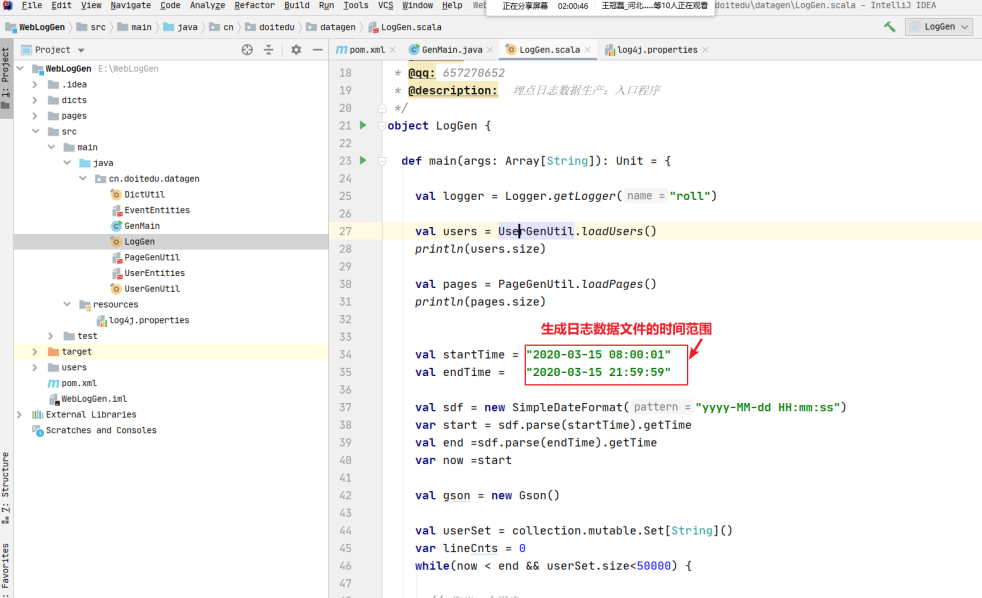 File Edit View Navigate Code Analyze Refactor Build Run Tools VCS Window Help Web
正在分享屏幕 02:00:46 王冠磊_河北......等10人正在观看
doitedu\datagen\LogGen.scala - IntelliJ IDEA
WebLogGen src main java cn doitedu datagen LogGen.scala
LogGen
Project
pom.xml GenMain.java LogGen.scala log4j.properties
1: Project
7: Structure
Favorites
WebLogGen E:\WebLogGen
.idea
dicts
pages
src
main
java
cn.doitedu.datagen
DictUtil
EventEntities
GenMain
LogGen
PageGenUtil
UserEntities
UserGenUtil
resources
log4j.properties
test
target
users
pom.xml
WebLogGen.iml
External Libraries
Scratches and Consoles
18 * @qq: 657270652
19 * @description: 埋点日志数据生产：入口程序
20 */
21 object LogGen {
22
23 def main(args: Array[String]): Unit = {
24
25 val logger = Logger.getLogger( name = "roll")
26
27 val users = UserGenUtil.loadUsers()
28 println(users.size)
29
30 val pages = PageGenUtil.loadPages()
31 println(pages.size)
32
生成日志数据文件的时间范围
33
34 val startTime = "2020-03-15 08:00:01"
35 val endTime = "2020-03-15 21:59:59"
36
37 val sdf = new SimpleDateFormat( pattern = "yyyy-MM-dd HH:mm:ss")
38 var start = sdf.parse(startTime).getTime
39 val end =sdf.parse(endTime).getTime
40 var now =start
41
42 val gson = new Gson()
43
44 val userSet = collection.mutable.Set[String]()
45 var lineCnts = 0
46 while(now < end && userSet.size<50000) {
47